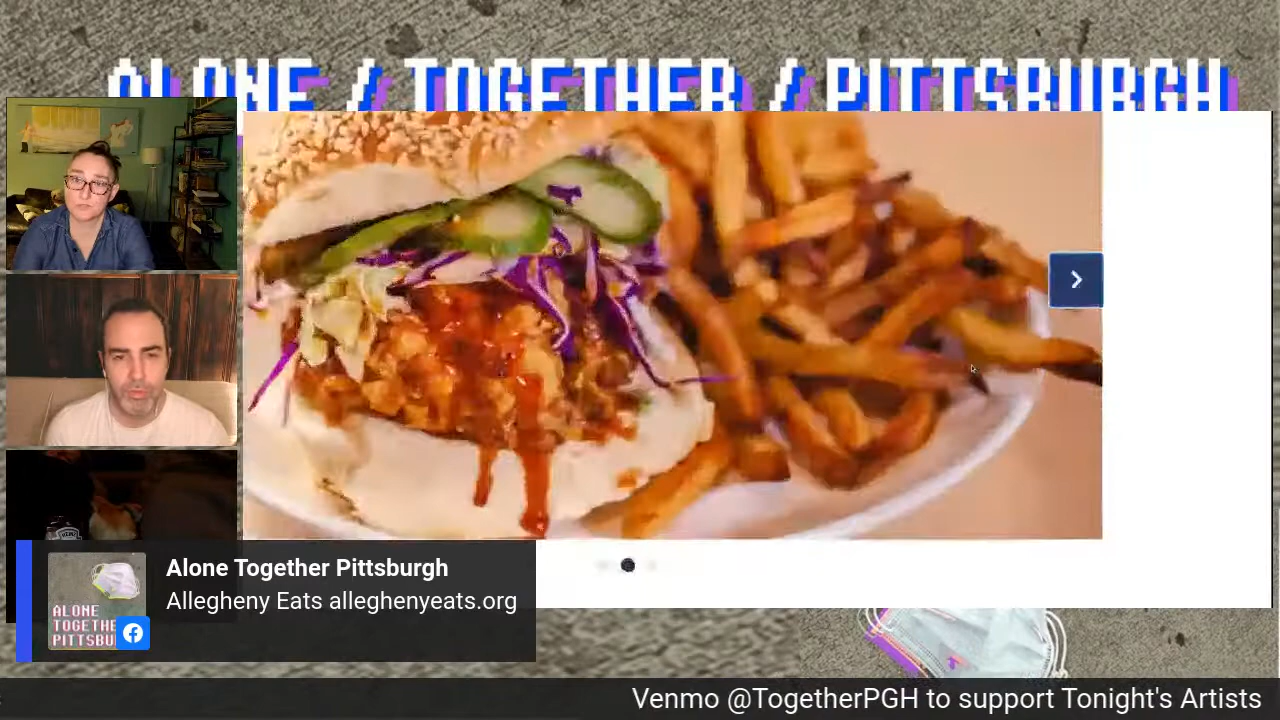 ALONE / TOGETHER / PITTSBURGH
Alone Together Pittsburgh
Allegheny Eats alleghenyeats.org
ALONE
TOGETHE
PITTSBU
Venmo @TogetherPGH to support Tonight's Artists